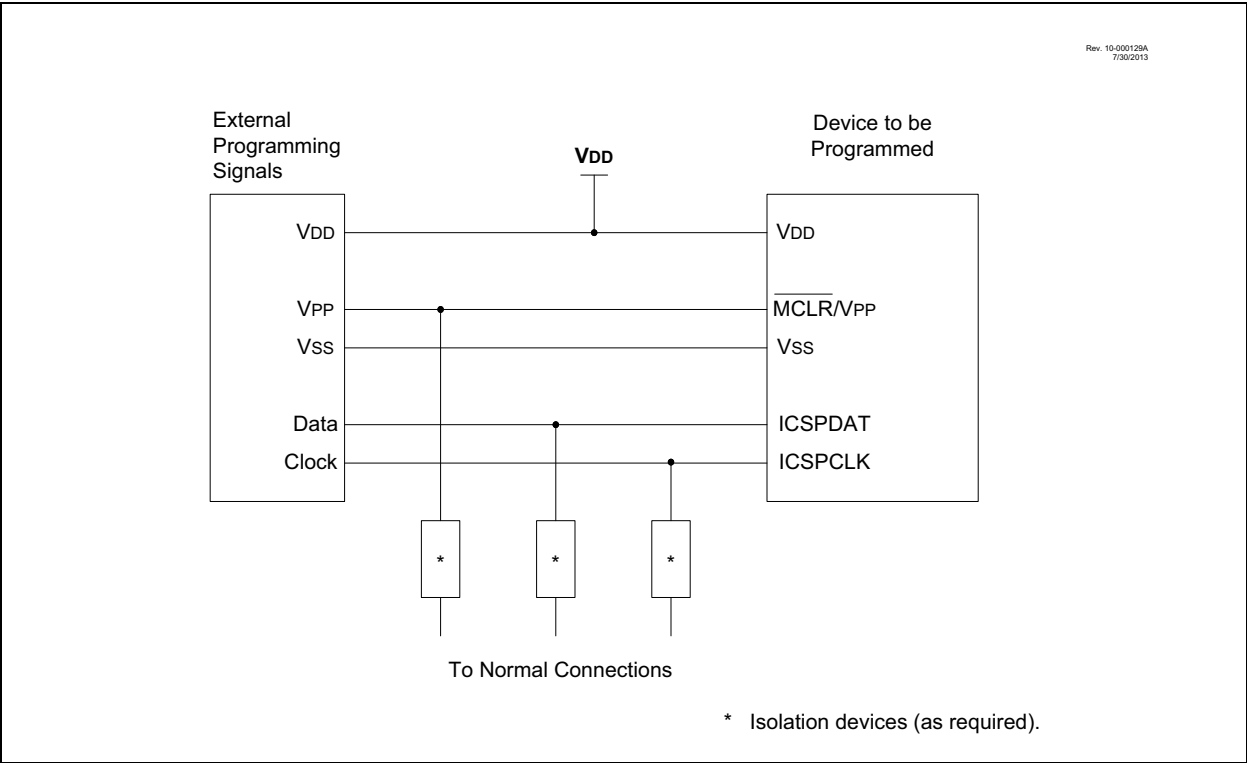 Rev. 10-000129A
7/30/2013
External
Programming
Signals
Device to be
Programmed
VDD
VDD
VDD
VPP
MCLR/VPP
VSS
VSS
Data
ICSPDAT
Clock
ICSPCLK
*
*
*
To Normal Connections
* Isolation devices (as required).